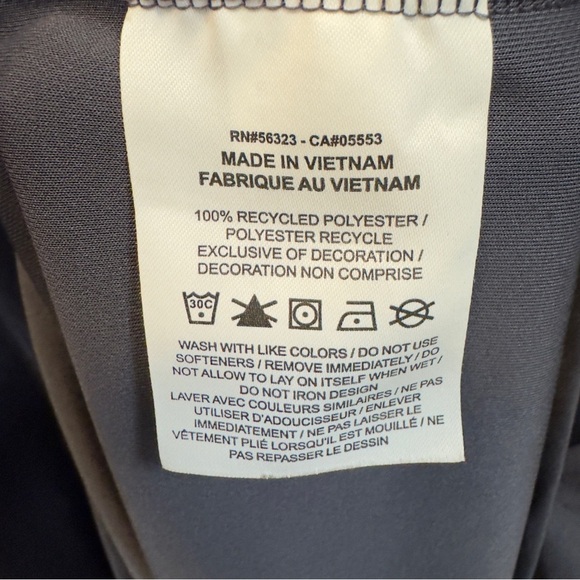 RN#56323 - CA#05553
MADE IN VIETNAM
FABRIQUE AU VIETNAM
100% RECYCLED POLYESTER /
POLYESTER RECYCLE
EXCLUSIVE OF DECORATION /
DECORATION NON COMPRISE
30C
WASH WITH LIKE COLORS / DO NOT USE
SOFTENERS / REMOVE IMMEDIATELY / DO
NOT ALLOW TO LAY ON ITSELF WHEN WET /
DO NOT IRON DESIGN
LAVER AVEC COULEURS SIMILAIRES / NE PAS
UTILISER D'ADOUCISSEUR / ENLEVER
IMMEDIATEMENT / NE PAS LAISSER LE
VÊTEMENT PLIÉ LORSQU'IL EST MOUILLÉ / NE
PAS REPASSER LE DESSIN